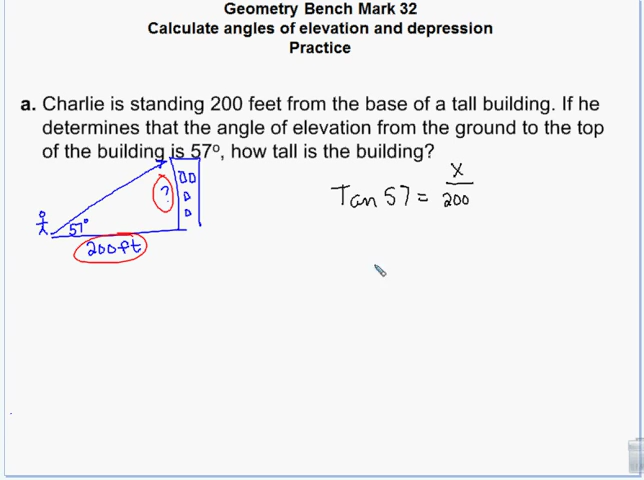 Geometry Bench Mark 32
Calculate angles of elevation and depression
Practice
a. Charlie is standing 200 feet from the base of a tall building. If he
determines that the angle of elevation from the ground to the top
of the building is 57º, how tall is the building?
?
57°
200ft
Tan 57 = x
200